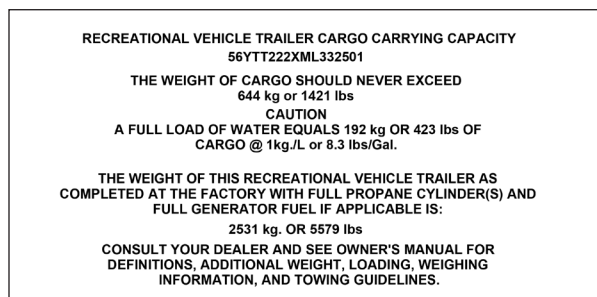 RECREATIONAL VEHICLE TRAILER CARGO CARRYING CAPACITY
56YTT222XML332501
THE WEIGHT OF CARGO SHOULD NEVER EXCEED
644 kg or 1421 lbs
CAUTION
A FULL LOAD OF WATER EQUALS 192 kg OR 423 lbs OF
CARGO @ 1kg./L or 8.3 lbs/Gal.
THE WEIGHT OF THIS RECREATIONAL VEHICLE TRAILER AS
COMPLETED AT THE FACTORY WITH FULL PROPANE CYLINDER(S) AND
FULL GENERATOR FUEL IF APPLICABLE IS:
2531 kg. OR 5579 lbs
CONSULT YOUR DEALER AND SEE OWNER'S MANUAL FOR
DEFINITIONS, ADDITIONAL WEIGHT, LOADING, WEIGHING
INFORMATION, AND TOWING GUIDELINES.